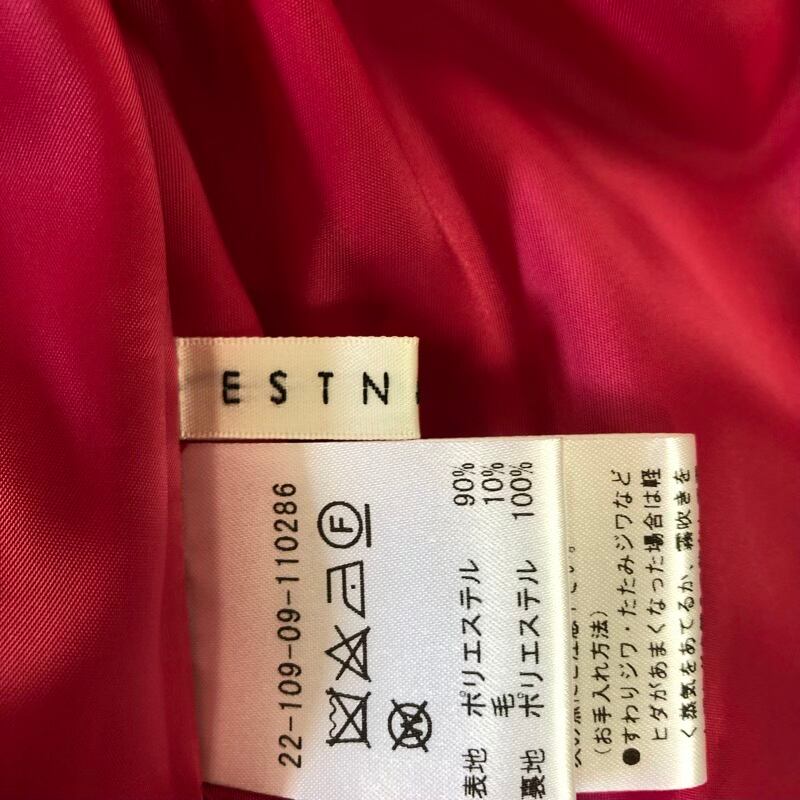 ESTN
22-109-09-110286
F
W
表地 ポリエステル 90%
毛 10%
裏地 ポリエステル 100%
(お手入れ方法)
●すわりジワ・たたみジワなど
ヒダがあまくなった場合は軽
く蒸気をあてるか、霧吹きを